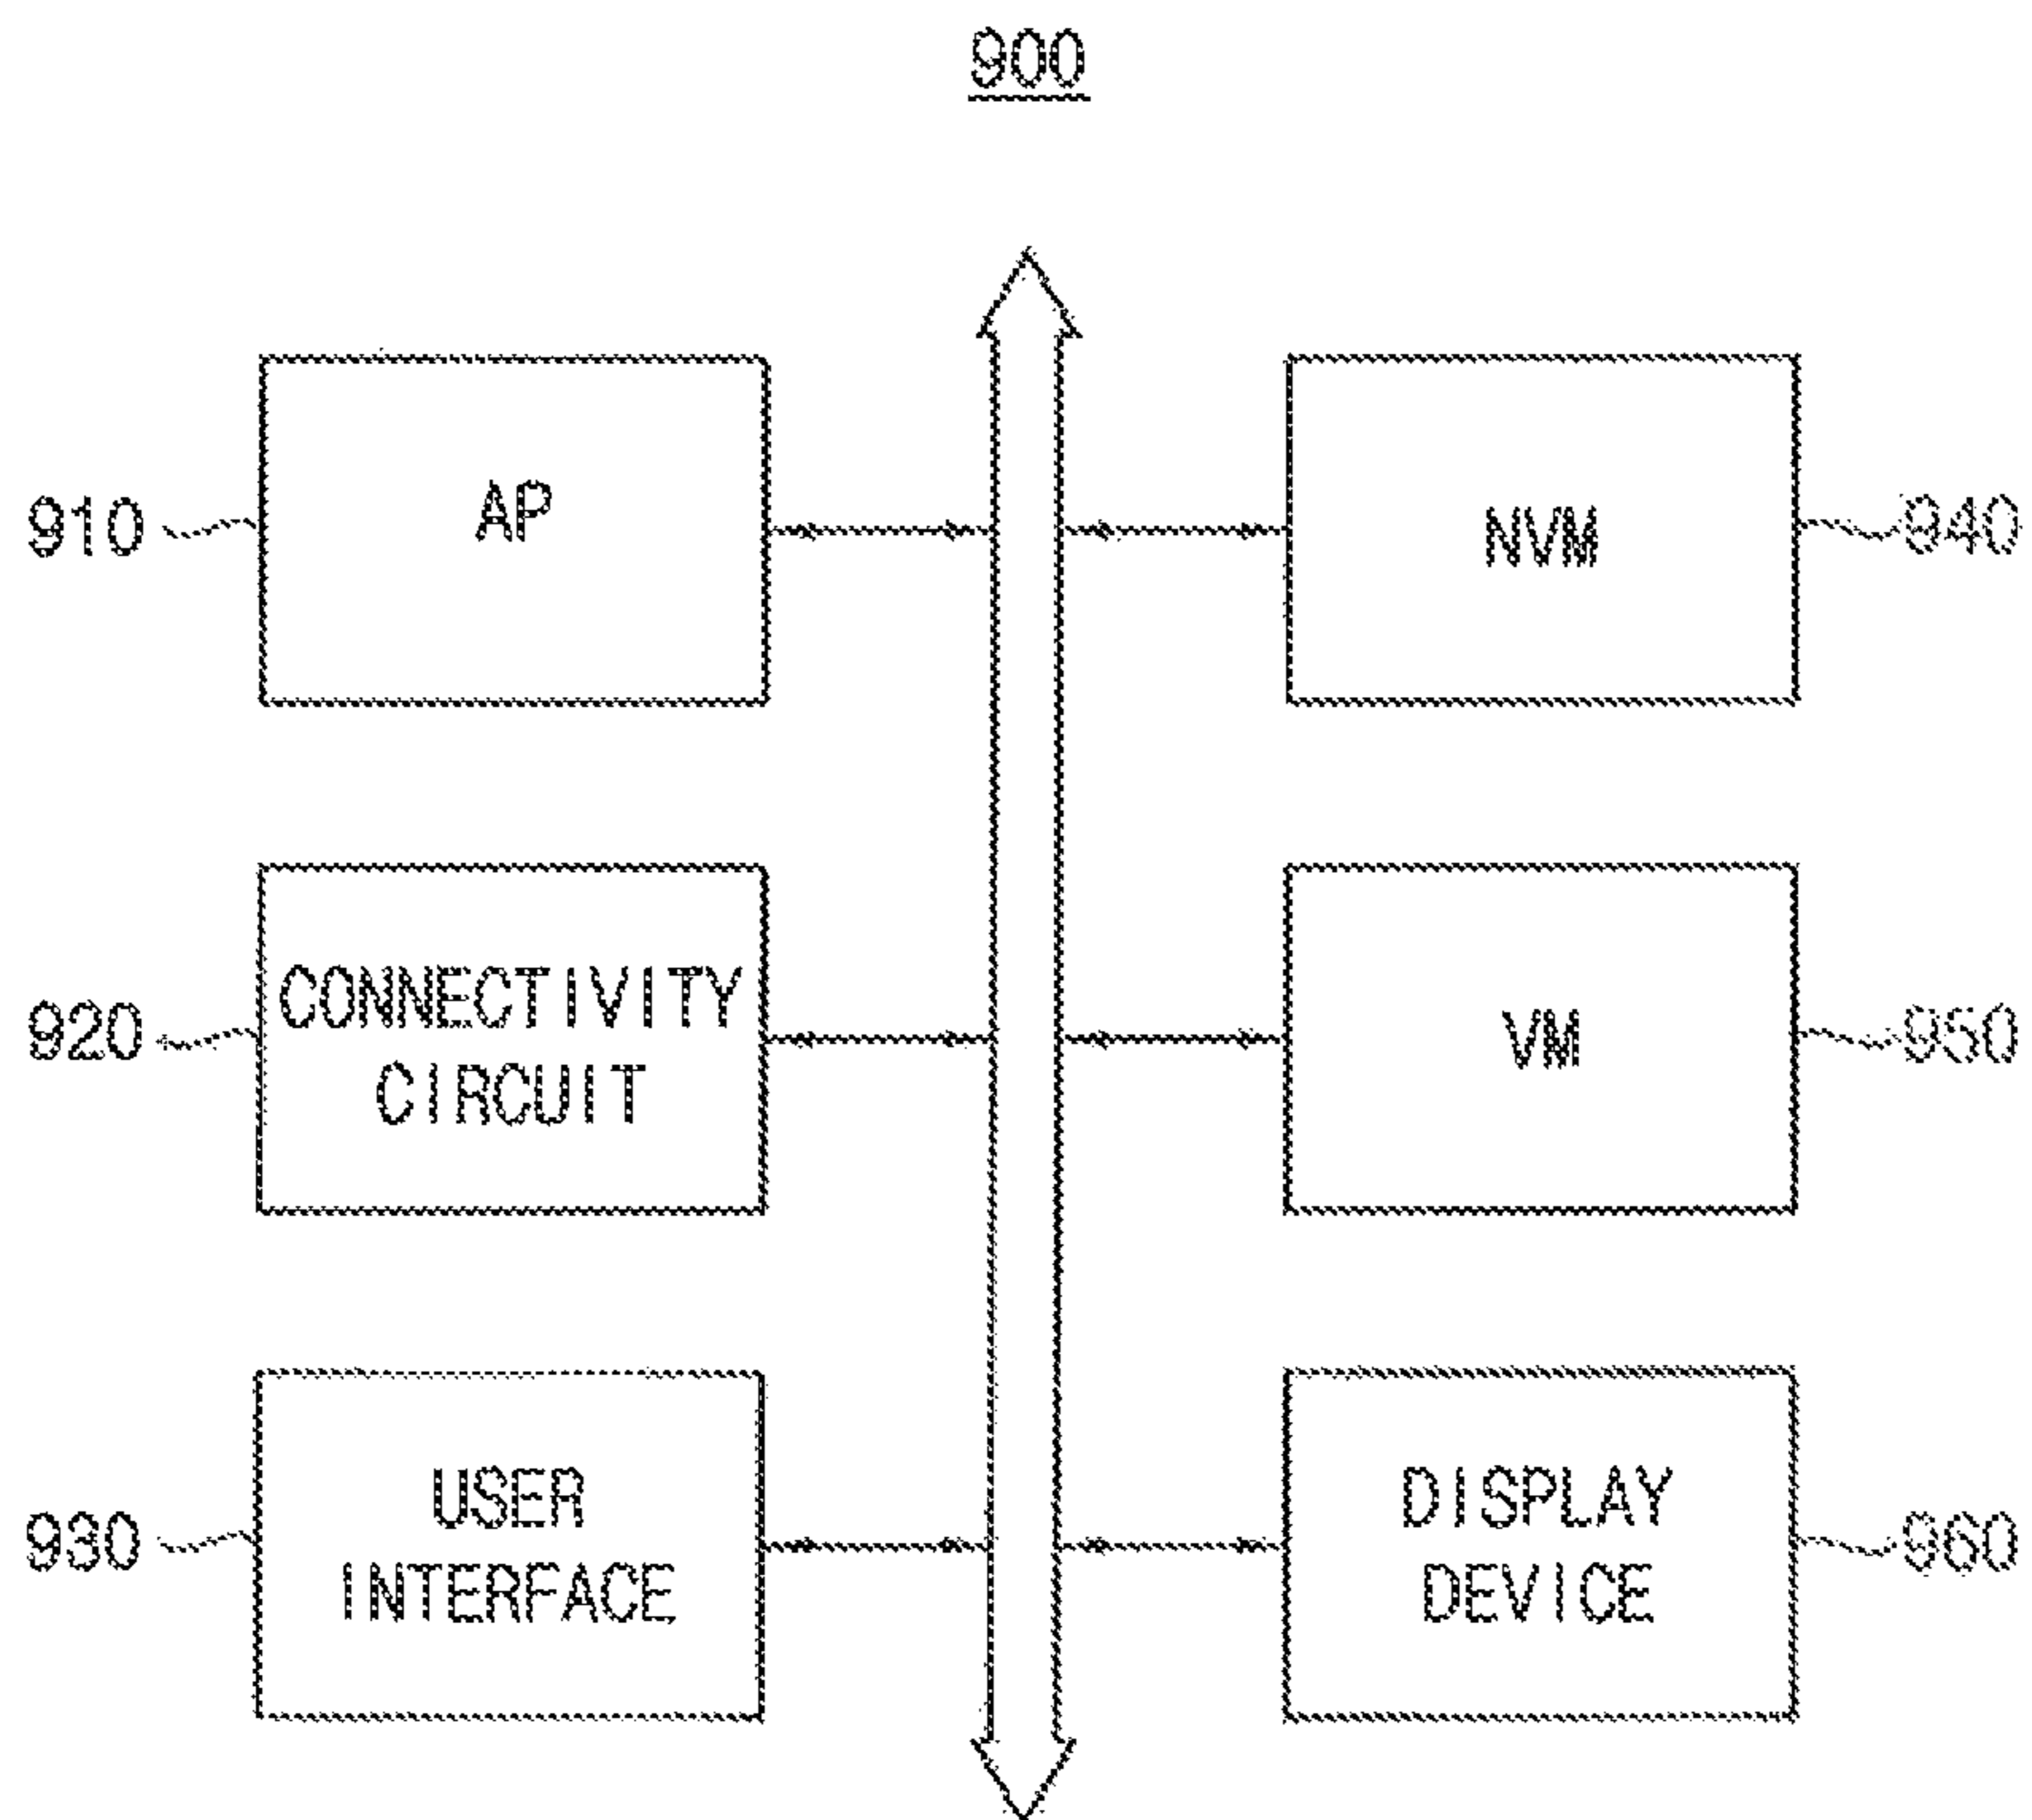 900
910
AP
NVM
940
920
CONNECTIVITY
CIRCUIT
VM
950
930
USER
INTERFACE
DISPLAY
DEVICE
960